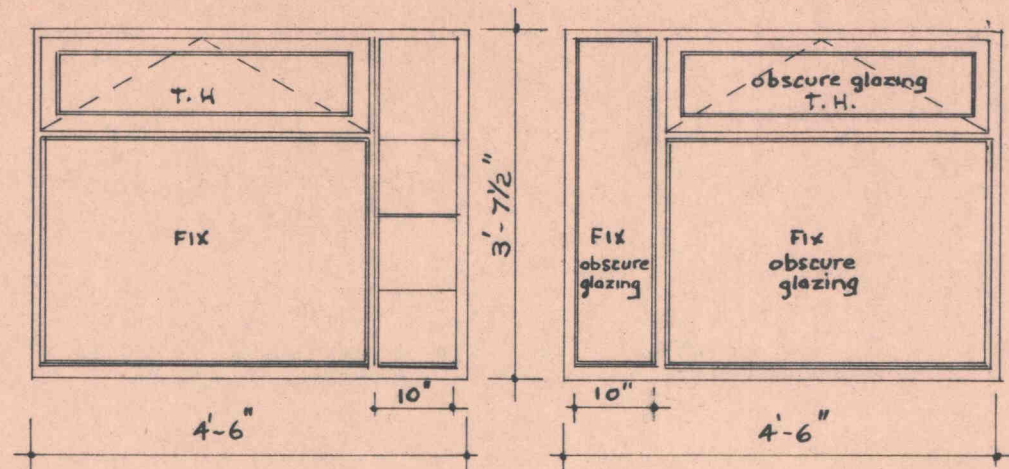 T. H
FIX
3'-7½"
10"
4'-6"
obscure glazing
T. H.
FIX
obscure
glazing
FIX
obscure
glazing
10"
4'-6"